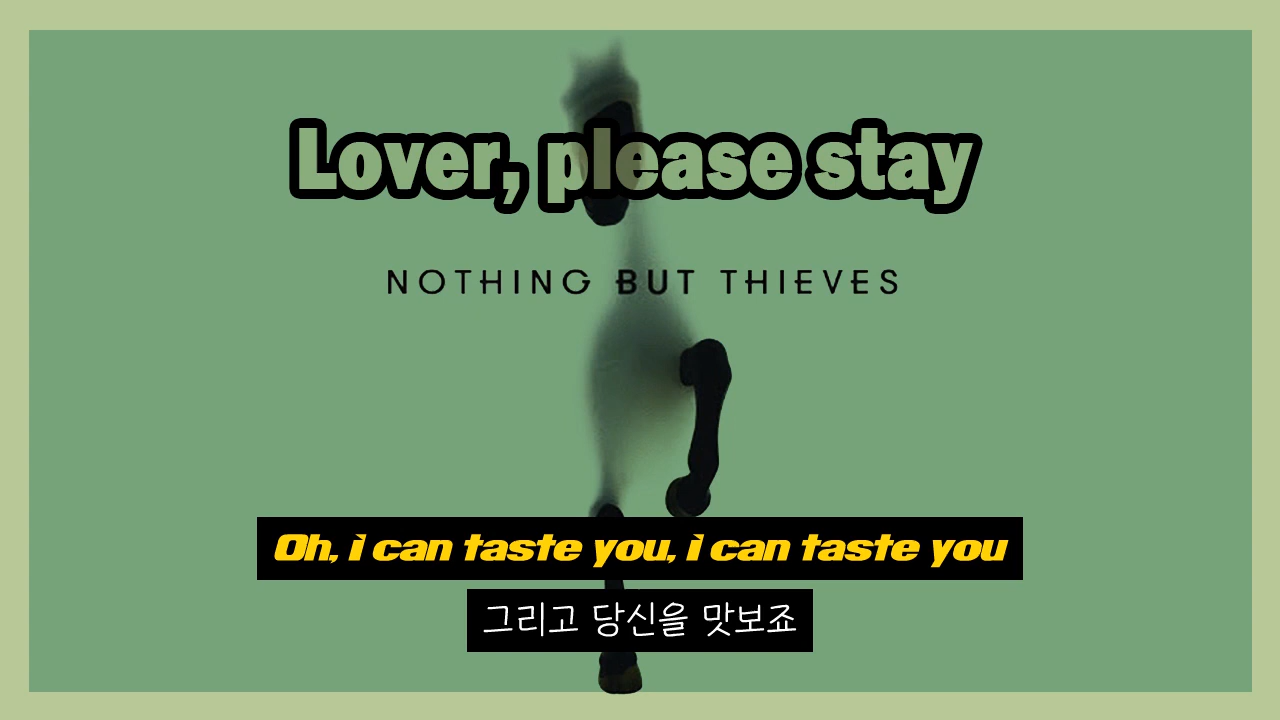 Lover, please stay
NOTHING BUT THIEVES
Oh, i can taste you, i can taste you
그리고 당신을 맛보죠